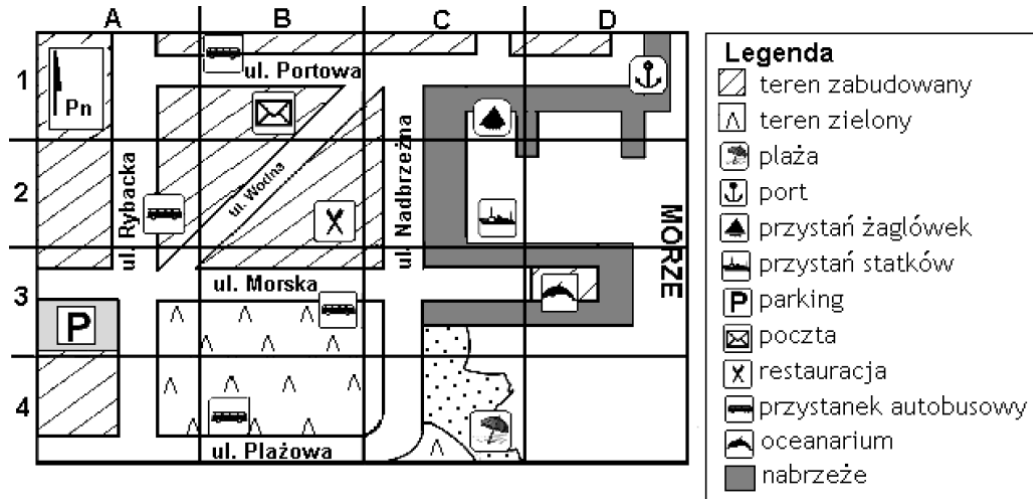 A B C D
1
2
3
4
Pn
ul. Portowa
ul. Rybacka
ul. Wodna
ul. Nadbrzeżna
ul. Morska
ul. Plażowa
MORZE
P
Legenda
teren zabudowany
teren zielony
plaża
port
przystań żaglówek
przystań statków
P parking
poczta
restauracja
przystanek autobusowy
oceanarium
nabrzeże